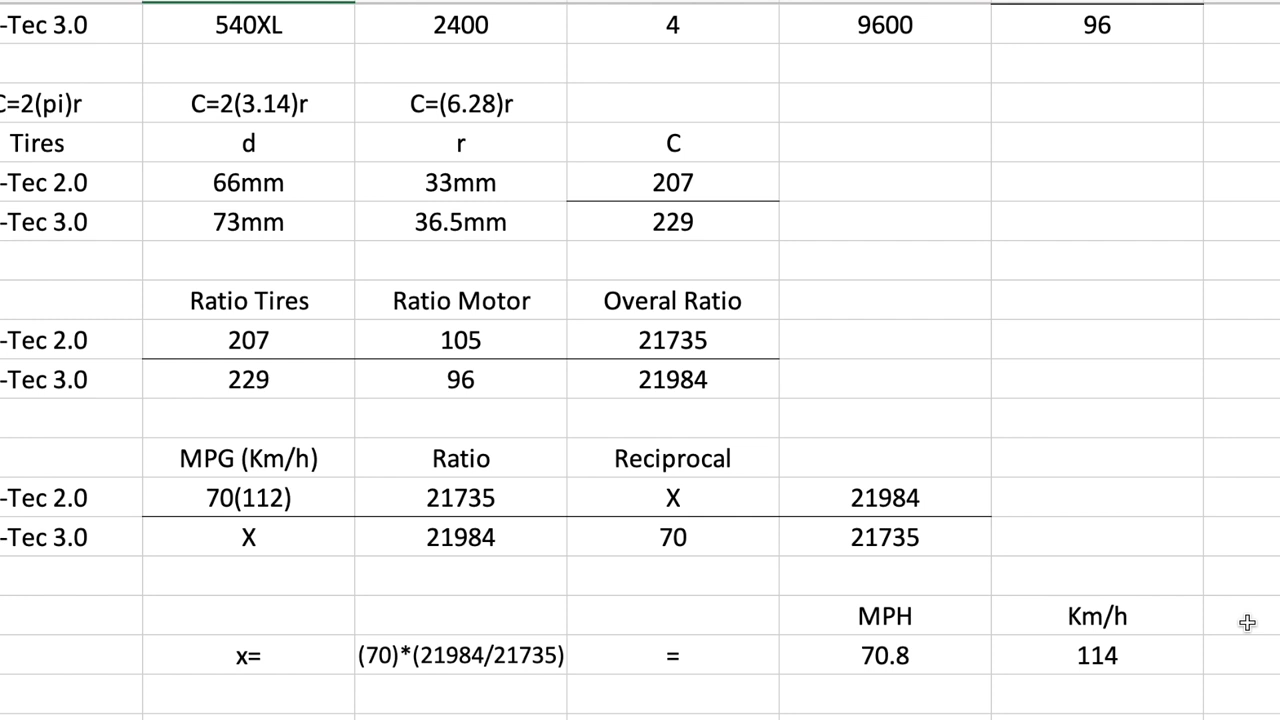 -Tec 3.0 540XL 2400 4 9600 96
C=2(pi)r C=2(3.14)r C=(6.28)r
Tires d r C
-Tec 2.0 66mm 33mm 207
-Tec 3.0 73mm 36.5mm 229
Ratio Tires Ratio Motor Overal Ratio
-Tec 2.0 207 105 21735
-Tec 3.0 229 96 21984
MPG (Km/h) Ratio Reciprocal
-Tec 2.0 70(112) 21735 X 21984
-Tec 3.0 X 21984 70 21735
MPH Km/h
x= (70)*(21984/21735) = 70.8 114